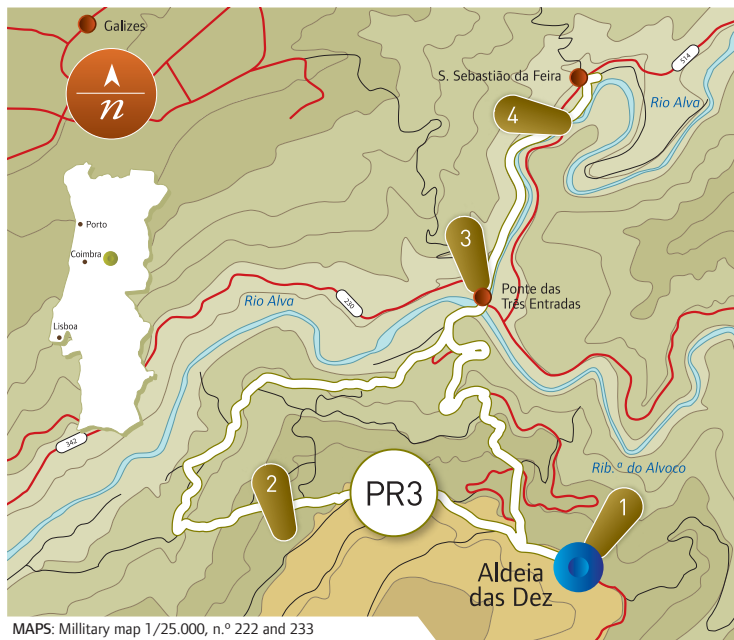 Galizes
n
S. Sebastião da Feira
514
Rio Alva
4
Porto
Coimbra
Lisboa
3
Ponte das
Três Entradas
Rio Alva
230
342
Rib.º do Alvoco
2
PR3
1
Aldeia
das Dez
MAPS: Millitary map 1/25.000, n.º 222 and 233